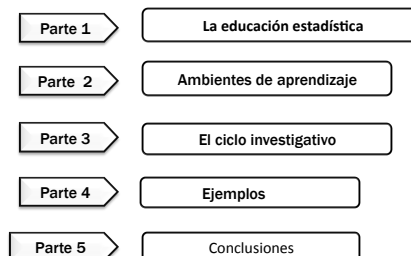 Parte 1
La educación estadística
Parte 2
Ambientes de aprendizaje
Parte 3
El ciclo investigativo
Parte 4
Ejemplos
Parte 5
Conclusiones